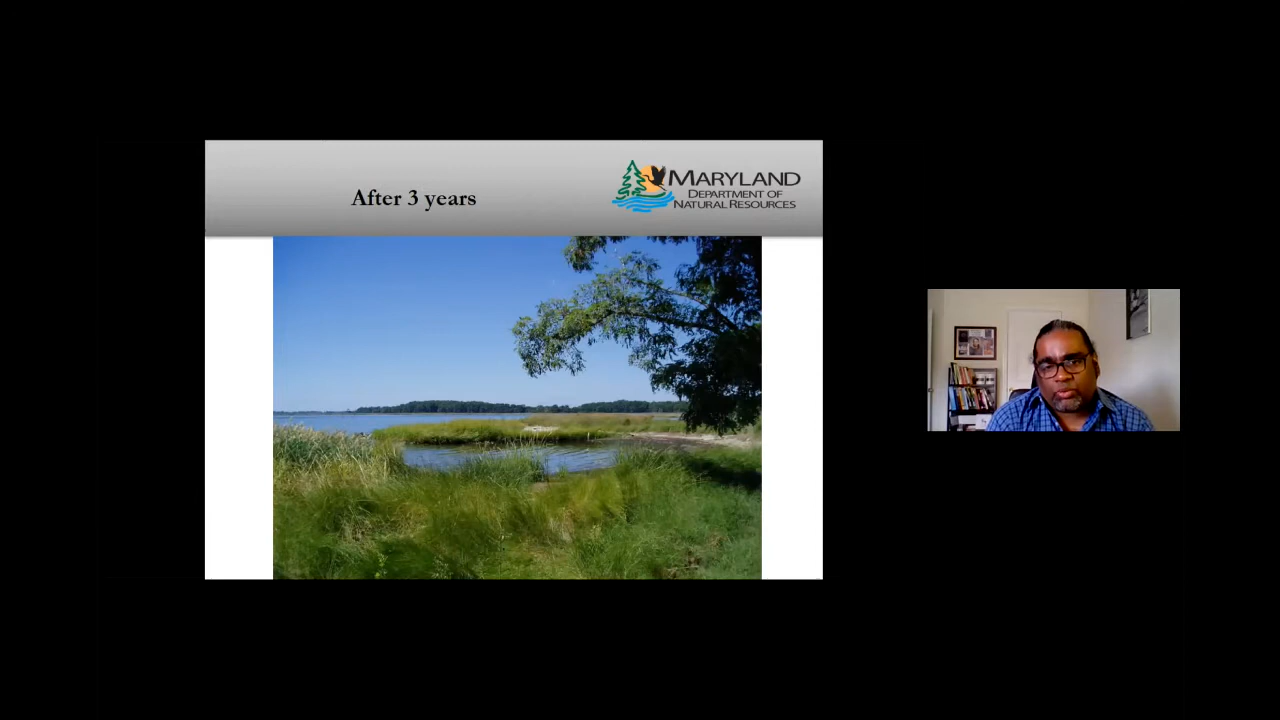 After 3 years
MARYLAND
DEPARTMENT OF
NATURAL RESOURCES